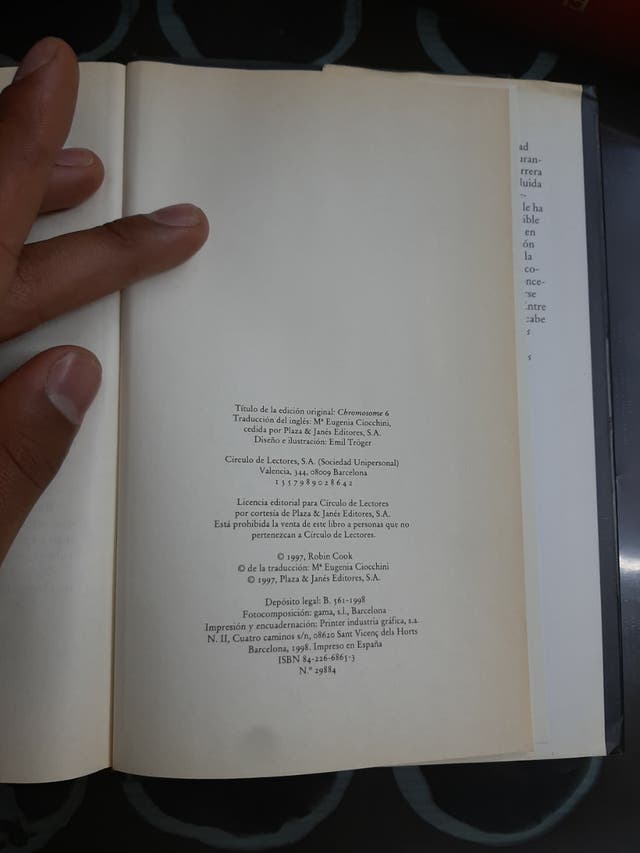 Título de la edición original: Chromosome 6
Traducción del inglés: Mª Eugenia Ciocchini,
cedida por Plaza & Janés Editores, S.A.
Diseño e ilustración: Emil Tröger
Círculo de Lectores, S.A. (Sociedad Unipersonal)
Valencia, 344, 08009 Barcelona
1 3 5 7 9 8 9 0 2 8 6 4 2
Licencia editorial para Círculo de Lectores
por cortesía de Plaza & Janés Editores, S.A.
Está prohibida la venta de este libro a personas que no
pertenezcan a Círculo de Lectores.
© 1997, Robin Cook
© de la traducción: Mª Eugenia Ciocchini
© 1997, Plaza & Janés Editores, S.A.
Depósito legal: B. 561-1998
Fotocomposición: gama, s.l., Barcelona
Impresión y encuadernación: Printer industria gráfica, s.a.
N. II, Cuatro caminos s/n, 08620 Sant Vicenç dels Horts
Barcelona, 1998. Impreso en España
ISBN 84-226-6865-3
N.º 29884
ad
uran-
rrera
luida
le ha
ible
en
ón
la
co-
nce-
rse
ntre
cabe
s
s